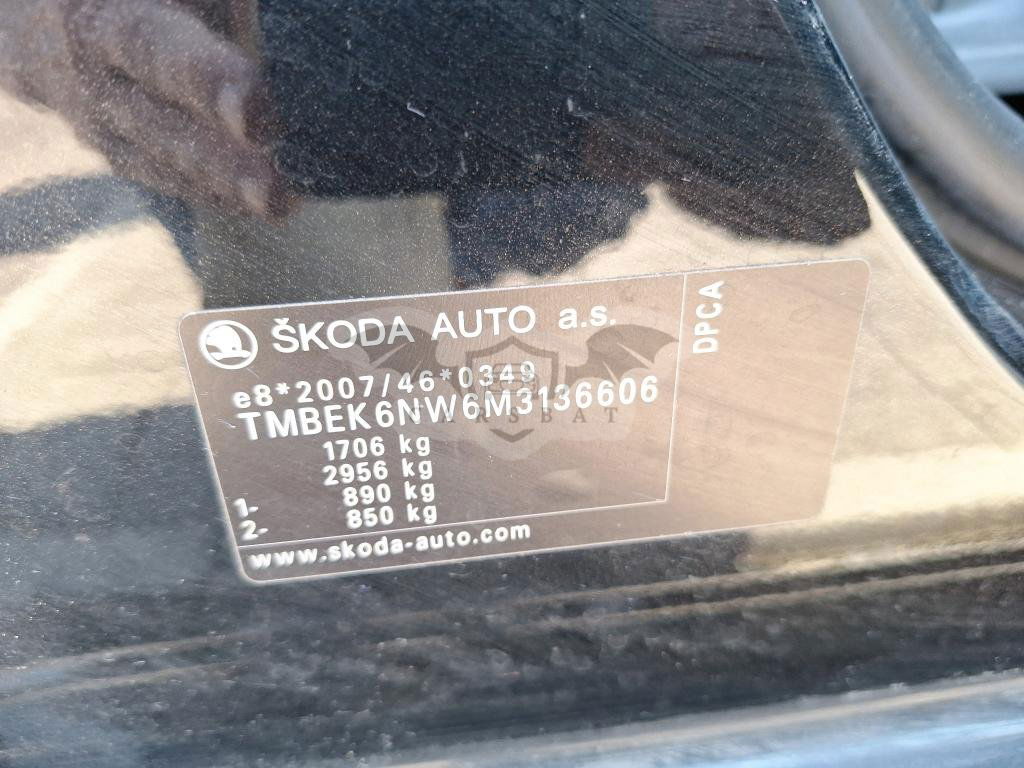 ŠKODA AUTO a.s.
DPCA
e8*2007/46*0349
TMBEK6NW6M3136606
1706 kg
2956 kg
1- 890 kg
2- 850 kg
www.skoda-auto.com
CARSBAT